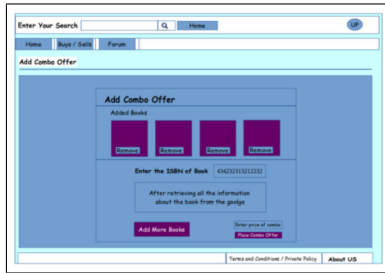 Enter Your Search Home UP
Home Buys / Sells Forum
Add Combo Offer
Add Combo Offer
Added Books
Remove Remove Remove Remove
Enter the ISBN of Book 434232313212232
After retrieving all the information
about the book from the goolge
Add More Books
Enter price of combo
Place Combo Offer
Terms and Conditions / Private Policy About US